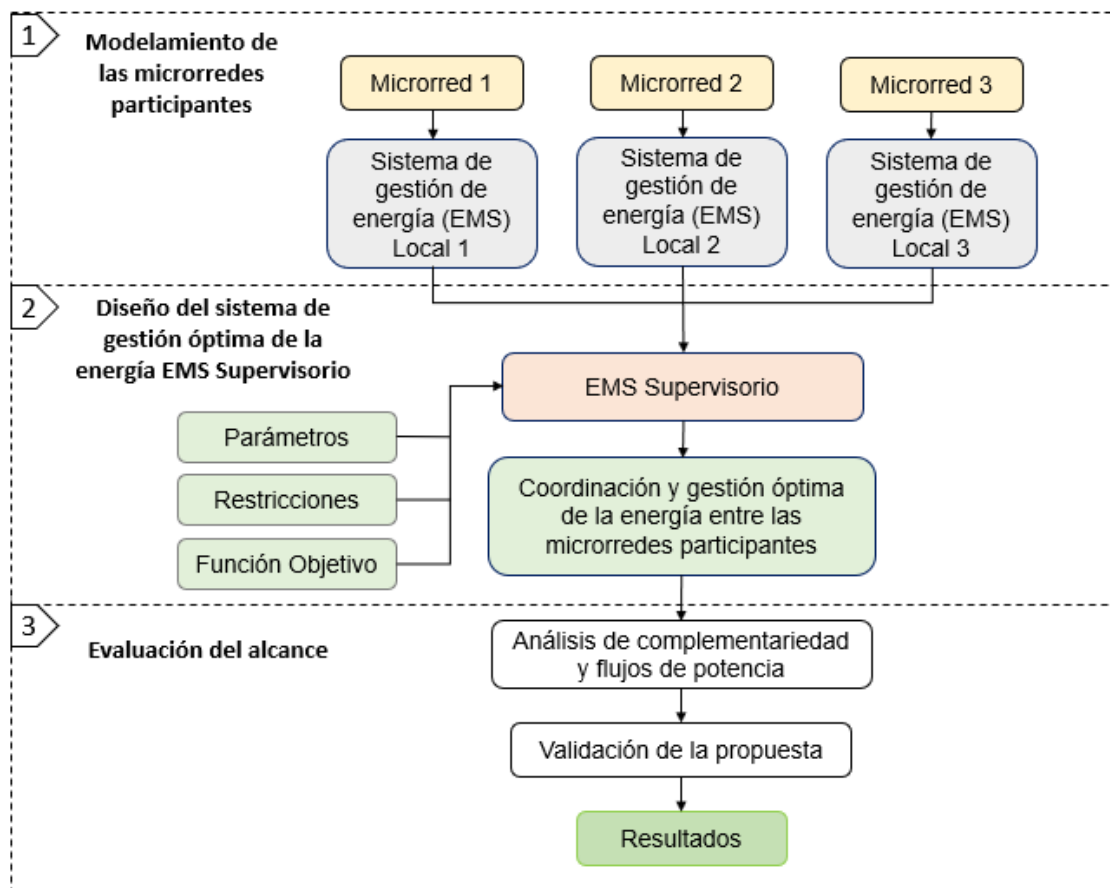 1
Modelamiento de
las microrredes
participantes
Microrred 1
Microrred 2
Microrred 3
Sistema de
gestión de
energía (EMS)
Local 1
Sistema de
gestión de
energía (EMS)
Local 2
Sistema de
gestión de
energía (EMS)
Local 3
2
Diseño del sistema de
gestión óptima de la
energía EMS Supervisorio
EMS Supervisorio
Parámetros
Restricciones
Función Objetivo
Coordinación y gestión óptima
de la energía entre las
microrredes participantes
3
Evaluación del alcance
Análisis de complementariedad
y flujos de potencia
Validación de la propuesta
Resultados